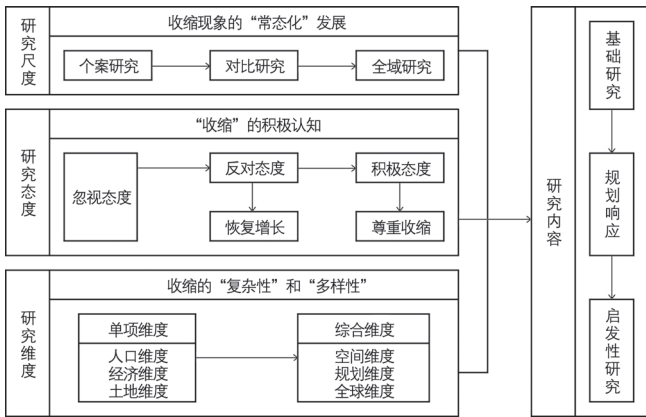 研究尺度
收缩现象的“常态化”发展
个案研究
对比研究
全域研究
研究态度
“收缩”的积极认知
忽视态度
反对态度
积极态度
恢复增长
尊重收缩
研究维度
收缩的“复杂性”和“多样性”
单项维度
人口维度
经济维度
土地维度
综合维度
空间维度
规划维度
全球维度
研究内容
基础研究
规划响应
启发性研究